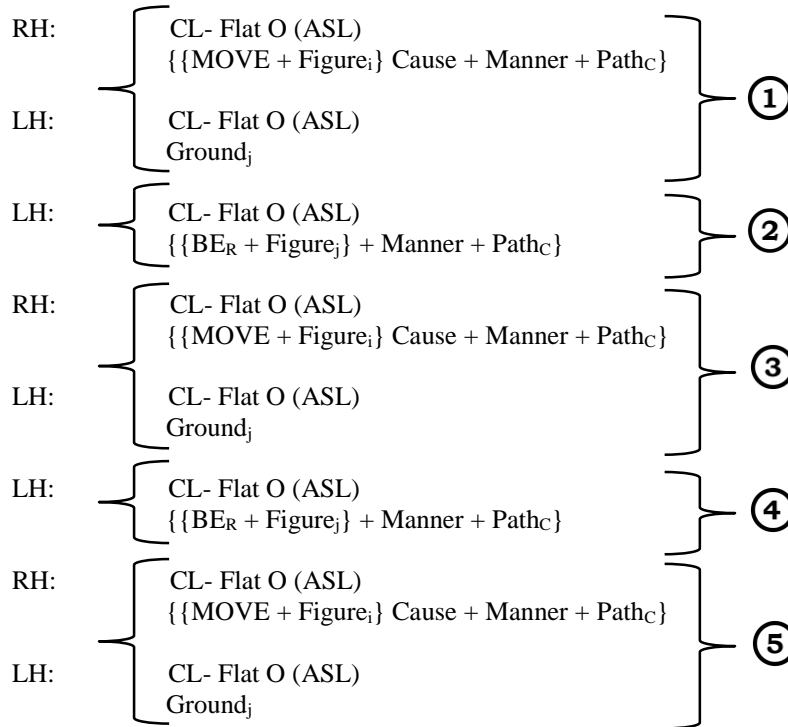 RH: CL- Flat O (ASL)
{{MOVE + Figureᵢ} Cause + Manner + Path_C}
①
LH: CL- Flat O (ASL)
Groundⱼ
LH: CL- Flat O (ASL)
②
{{BE_R + Figureⱼ} + Manner + Path_C}
RH: CL- Flat O (ASL)
{{MOVE + Figureᵢ} Cause + Manner + Path_C}
③
LH: CL- Flat O (ASL)
Groundⱼ
LH: CL- Flat O (ASL)
④
{{BE_R + Figureⱼ} + Manner + Path_C}
RH: CL- Flat O (ASL)
{{MOVE + Figureᵢ} Cause + Manner + Path_C}
⑤
LH: CL- Flat O (ASL)
Groundⱼ